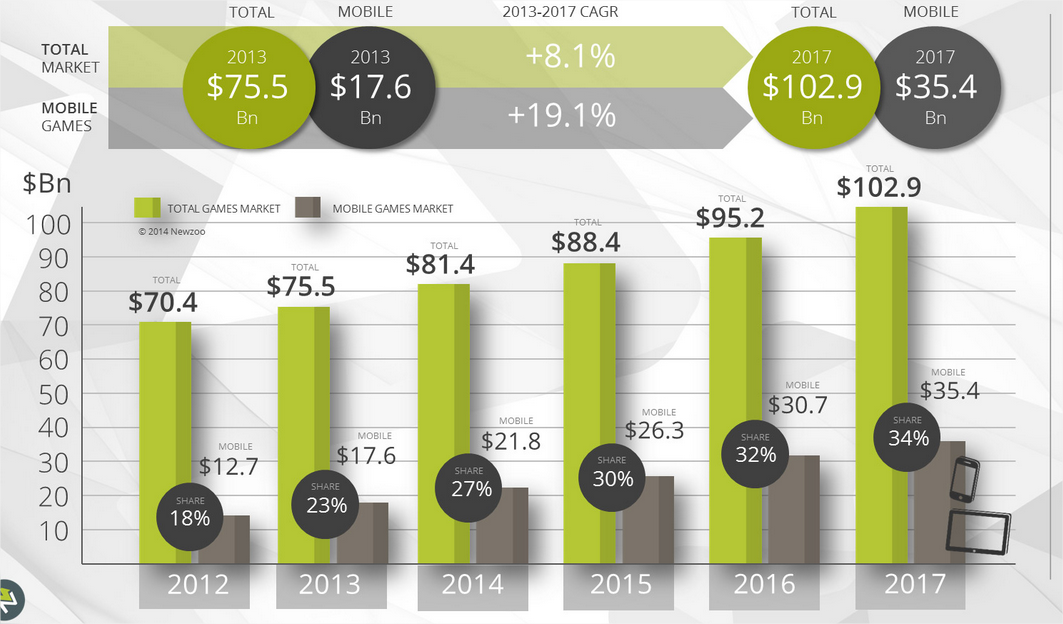 TOTAL MOBILE 2013-2017 CAGR TOTAL MOBILE
TOTAL
MARKET
2013
$75.5
Bn
2013
$17.6
Bn
+8.1%
2017
$102.9
Bn
2017
$35.4
Bn
MOBILE
GAMES
+19.1%
$Bn
TOTAL GAMES MARKET
MOBILE GAMES MARKET
© 2014 Newzoo
100
90
80
70
60
50
40
30
20
10
TOTAL
$70.4
SHARE
18%
MOBILE
$12.7
2012
TOTAL
$75.5
SHARE
23%
MOBILE
$17.6
2013
TOTAL
$81.4
SHARE
27%
MOBILE
$21.8
2014
TOTAL
$88.4
SHARE
30%
MOBILE
$26.3
2015
TOTAL
$95.2
SHARE
32%
MOBILE
$30.7
2016
TOTAL
$102.9
SHARE
34%
MOBILE
$35.4
2017